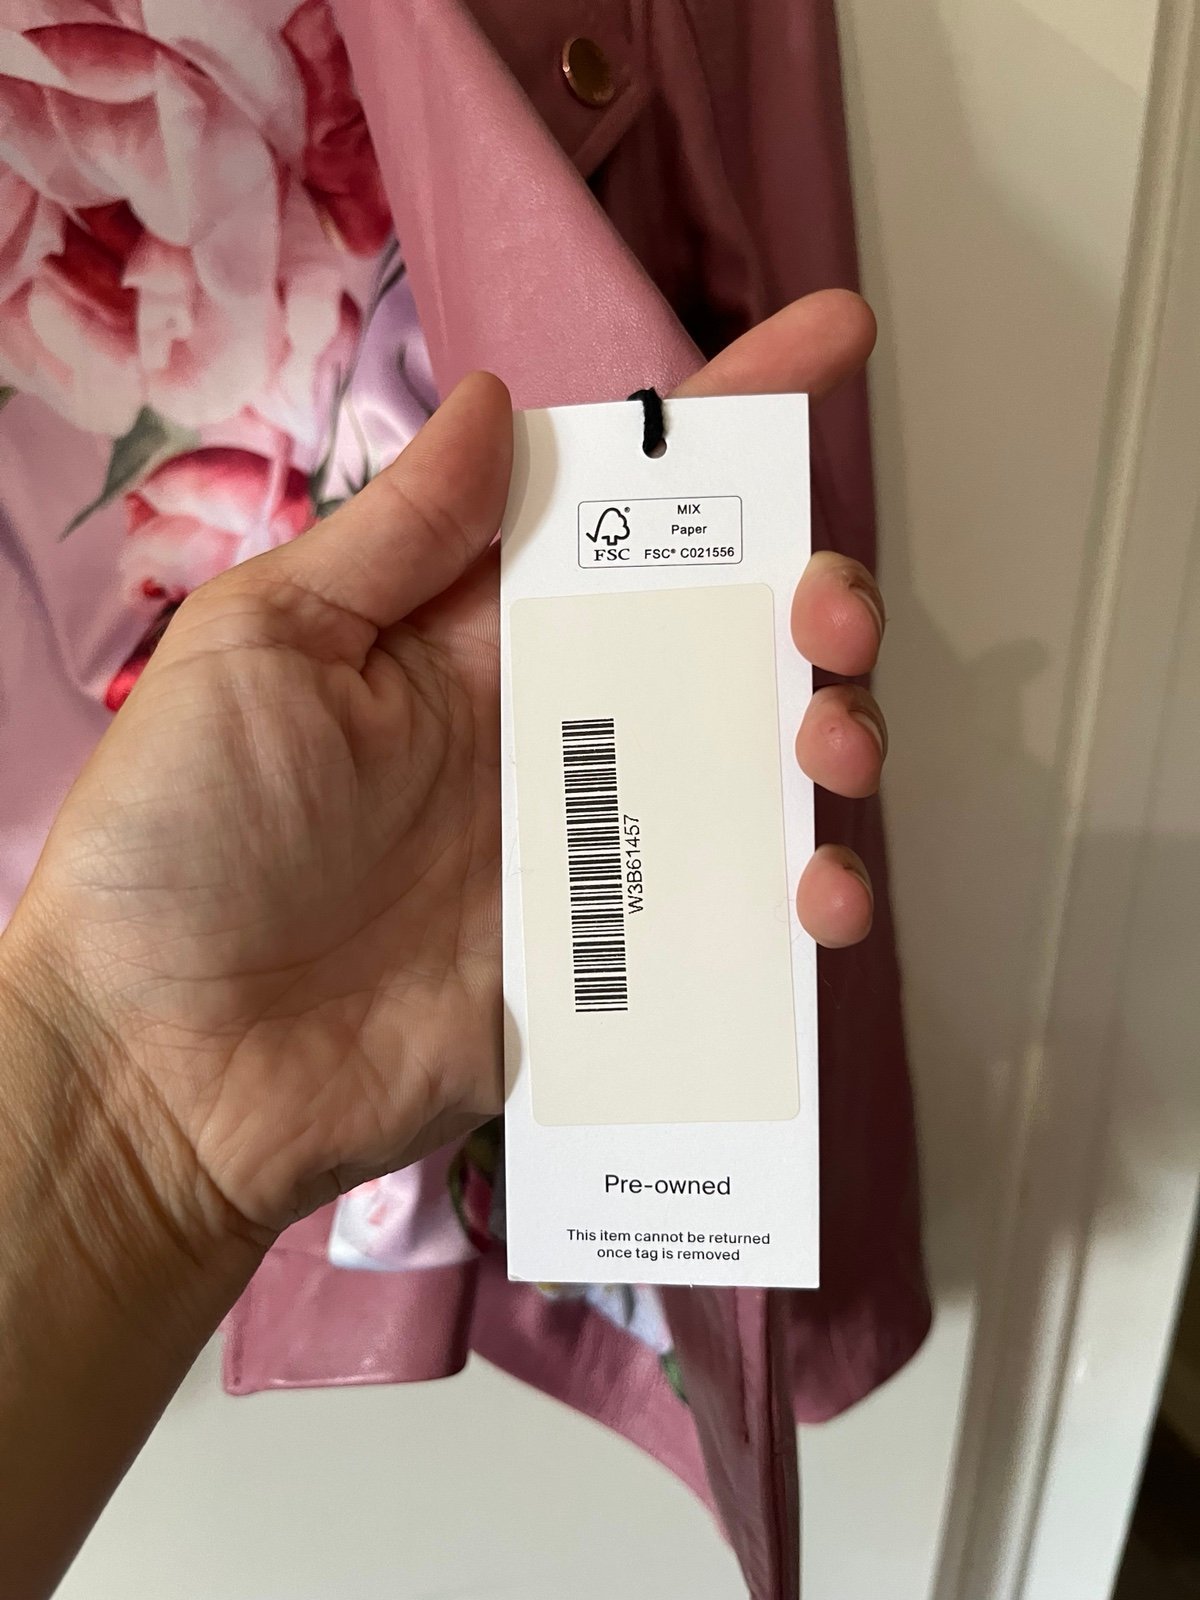 MIX
Paper
FSC® C021556
FSC®
W3B61457
Pre-owned
This item cannot be returned
once tag is removed